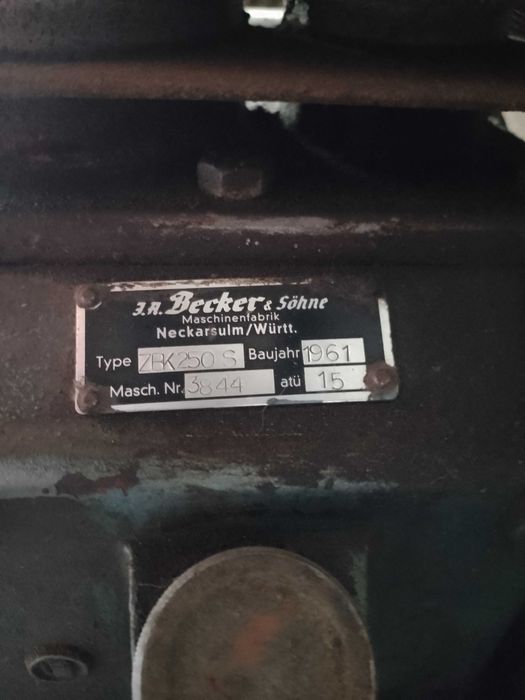 J.A. Becker & Söhne
Maschinenfabrik
Neckarsulm/Württ.
Type ZBK250 S Baujahr 1961
Masch. Nr. 3844 atü 15